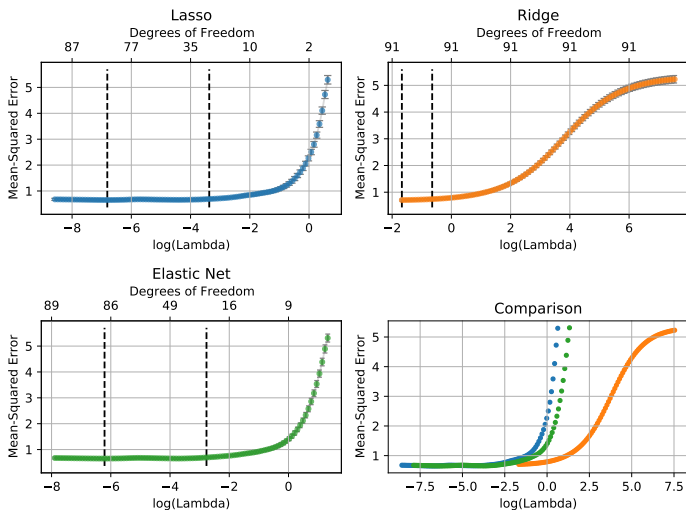 Lasso
Degrees of Freedom
87 77 35 10 2
Mean-Squared Error
5
4
3
2
1
−8 −6 −4 −2 0
log(Lambda)
Ridge
Degrees of Freedom
91 91 91 91 91
Mean-Squared Error
5
4
3
2
1
−2 0 2 4 6
log(Lambda)
Elastic Net
Degrees of Freedom
89 86 49 16 9
Mean-Squared Error
5
4
3
2
1
−8 −6 −4 −2 0
log(Lambda)
Comparison
Mean-Squared Error
5
4
3
2
1
−7.5 −5.0 −2.5 0.0 2.5 5.0 7.5
log(Lambda)